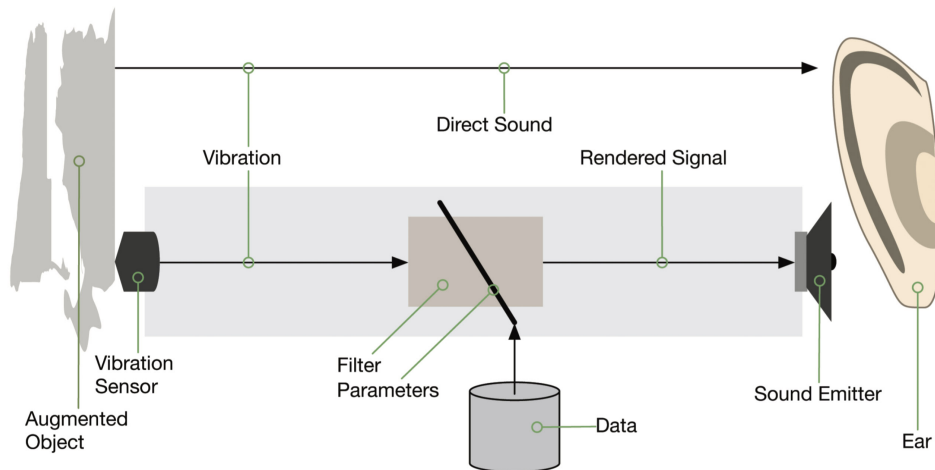 Direct Sound
Vibration
Rendered Signal
Vibration
Sensor
Filter
Parameters
Sound Emitter
Augmented
Object
Data
Ear